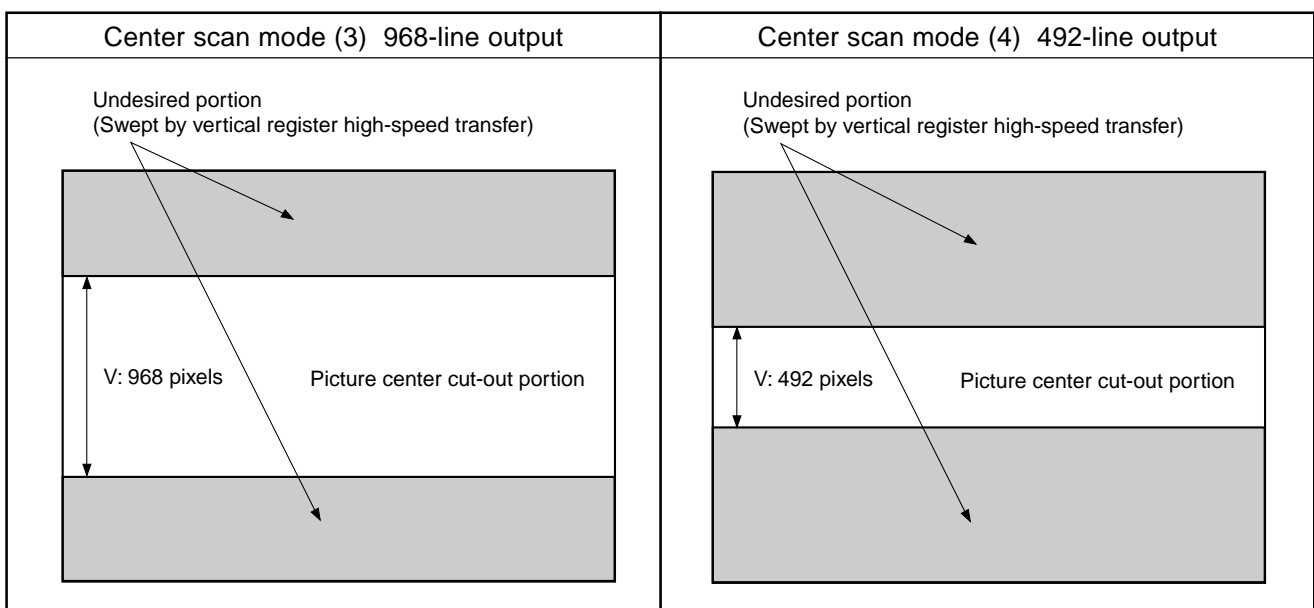 Center scan mode (3)  968-line output
Undesired portion
(Swept by vertical register high-speed transfer)
V: 968 pixels
Picture center cut-out portion
Center scan mode (4)  492-line output
Undesired portion
(Swept by vertical register high-speed transfer)
V: 492 pixels
Picture center cut-out portion